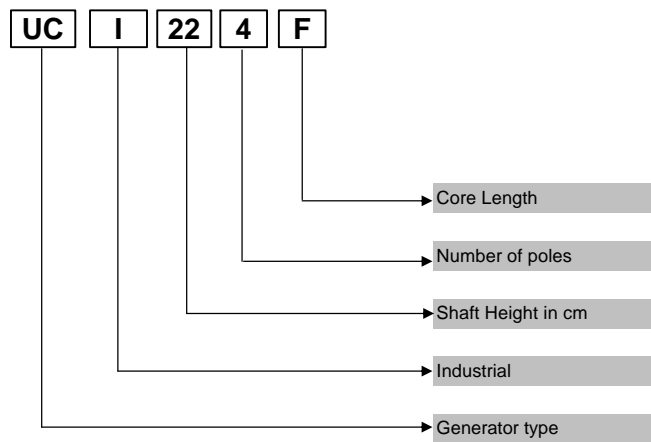 UC I 22 4 F
Core Length
Number of poles
Shaft Height in cm
Industrial
Generator type